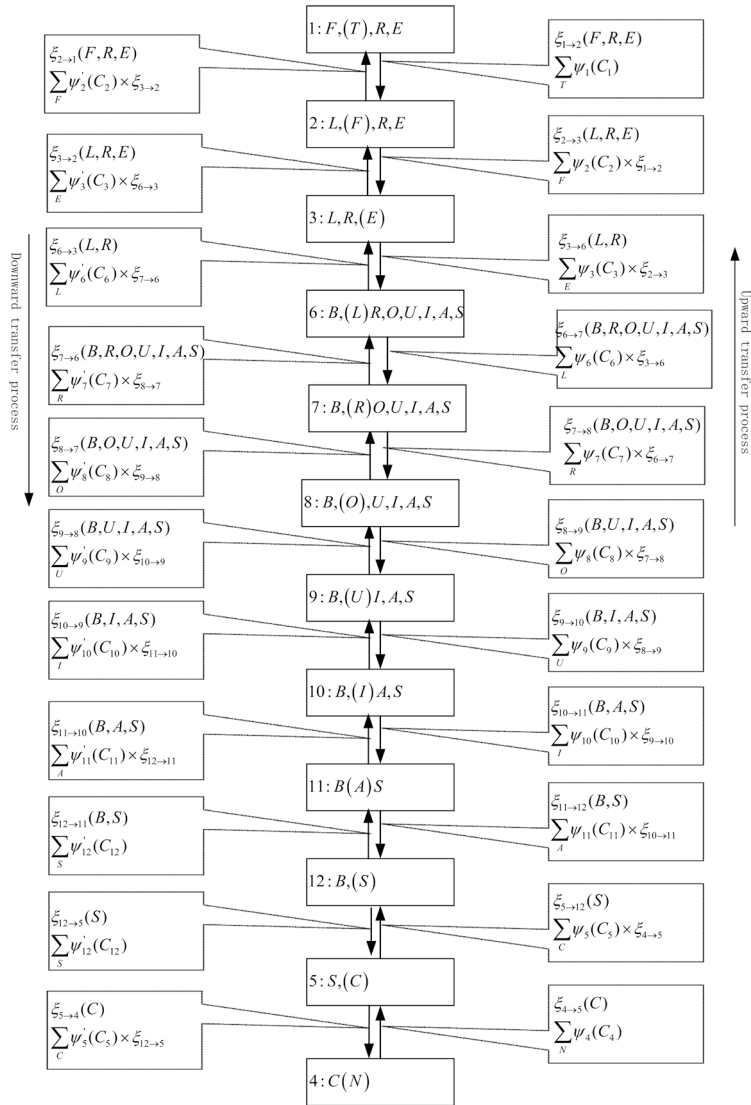 1: F,(T),R,E
ξ2→1(F,R,E)
∑F ψ'2(C2)×ξ3→2
ξ1→2(F,R,E)
∑T ψ1(C1)
2: L,(F),R,E
ξ3→2(L,R,E)
∑E ψ'3(C3)×ξ6→3
ξ2→3(L,R,E)
∑F ψ2(C2)×ξ1→2
3: L,R,(E)
ξ6→3(L,R)
∑L ψ'6(C6)×ξ7→6
ξ3→6(L,R)
∑E ψ3(C3)×ξ2→3
Downward transfer process
Upward transfer process
6: B,(L)R,O,U,I,A,S
ξ7→6(B,R,O,U,I,A,S)
∑R ψ'7(C7)×ξ8→7
ξ6→7(B,R,O,U,I,A,S)
∑L ψ6(C6)×ξ3→6
7: B,(R)O,U,I,A,S
ξ8→7(B,O,U,I,A,S)
∑O ψ'8(C8)×ξ9→8
ξ7→8(B,O,U,I,A,S)
∑R ψ7(C7)×ξ6→7
8: B,(O),U,I,A,S
ξ9→8(B,U,I,A,S)
∑U ψ'9(C9)×ξ10→9
ξ8→9(B,U,I,A,S)
∑O ψ8(C8)×ξ7→8
9: B,(U)I,A,S
ξ10→9(B,I,A,S)
∑I ψ'10(C10)×ξ11→10
ξ9→10(B,I,A,S)
∑U ψ9(C9)×ξ8→9
10: B,(I)A,S
ξ11→10(B,A,S)
∑A ψ'11(C11)×ξ12→11
ξ10→11(B,A,S)
∑I ψ10(C10)×ξ9→10
11: B(A)S
ξ12→11(B,S)
∑S ψ'12(C12)
ξ11→12(B,S)
∑A ψ11(C11)×ξ10→11
12: B,(S)
ξ12→5(S)
∑S ψ'12(C12)
ξ5→12(S)
∑C ψ5(C5)×ξ4→5
5: S,(C)
ξ5→4(C)
∑C ψ'5(C5)×ξ12→5
ξ4→5(C)
∑N ψ4(C4)
4: C(N)